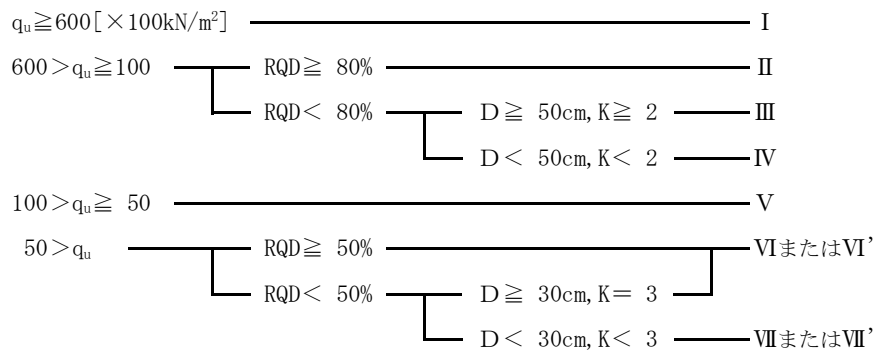 qu≧600[×100kN/m²] Ⅰ
600＞qu≧100 RQD≧ 80% Ⅱ
RQD＜ 80% D≧ 50cm,K≧ 2 Ⅲ
D＜ 50cm,K＜ 2 Ⅳ
100＞qu≧ 50 Ⅴ
50＞qu RQD≧ 50% ⅥまたはⅥ’
RQD＜ 50% D≧ 30cm,K＝ 3
D＜ 30cm,K＜ 3 ⅦまたはⅦ’